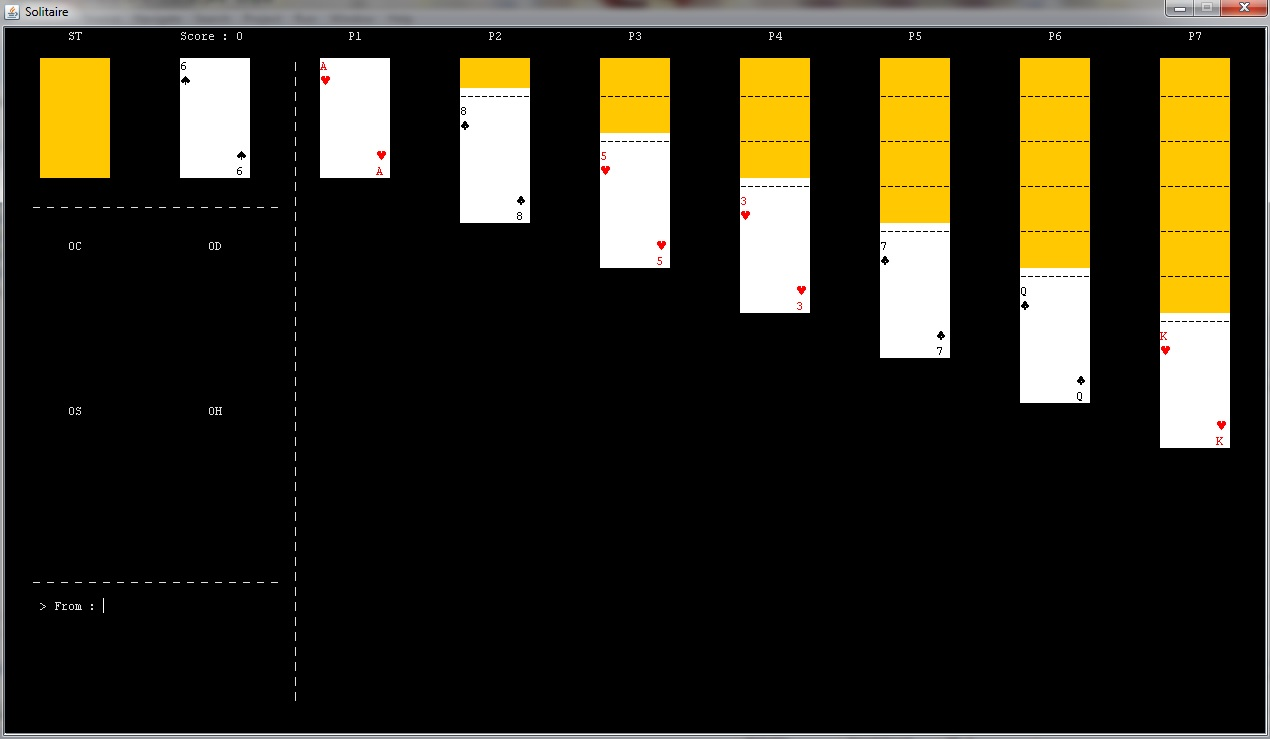 Solitaire
ST Score : 0 P1 P2 P3 P4 P5 P6 P7
6 A
8
A
6
5
3
8
7
OC OD
5
Q
3
K
7
Q
OS OH
K
> From :